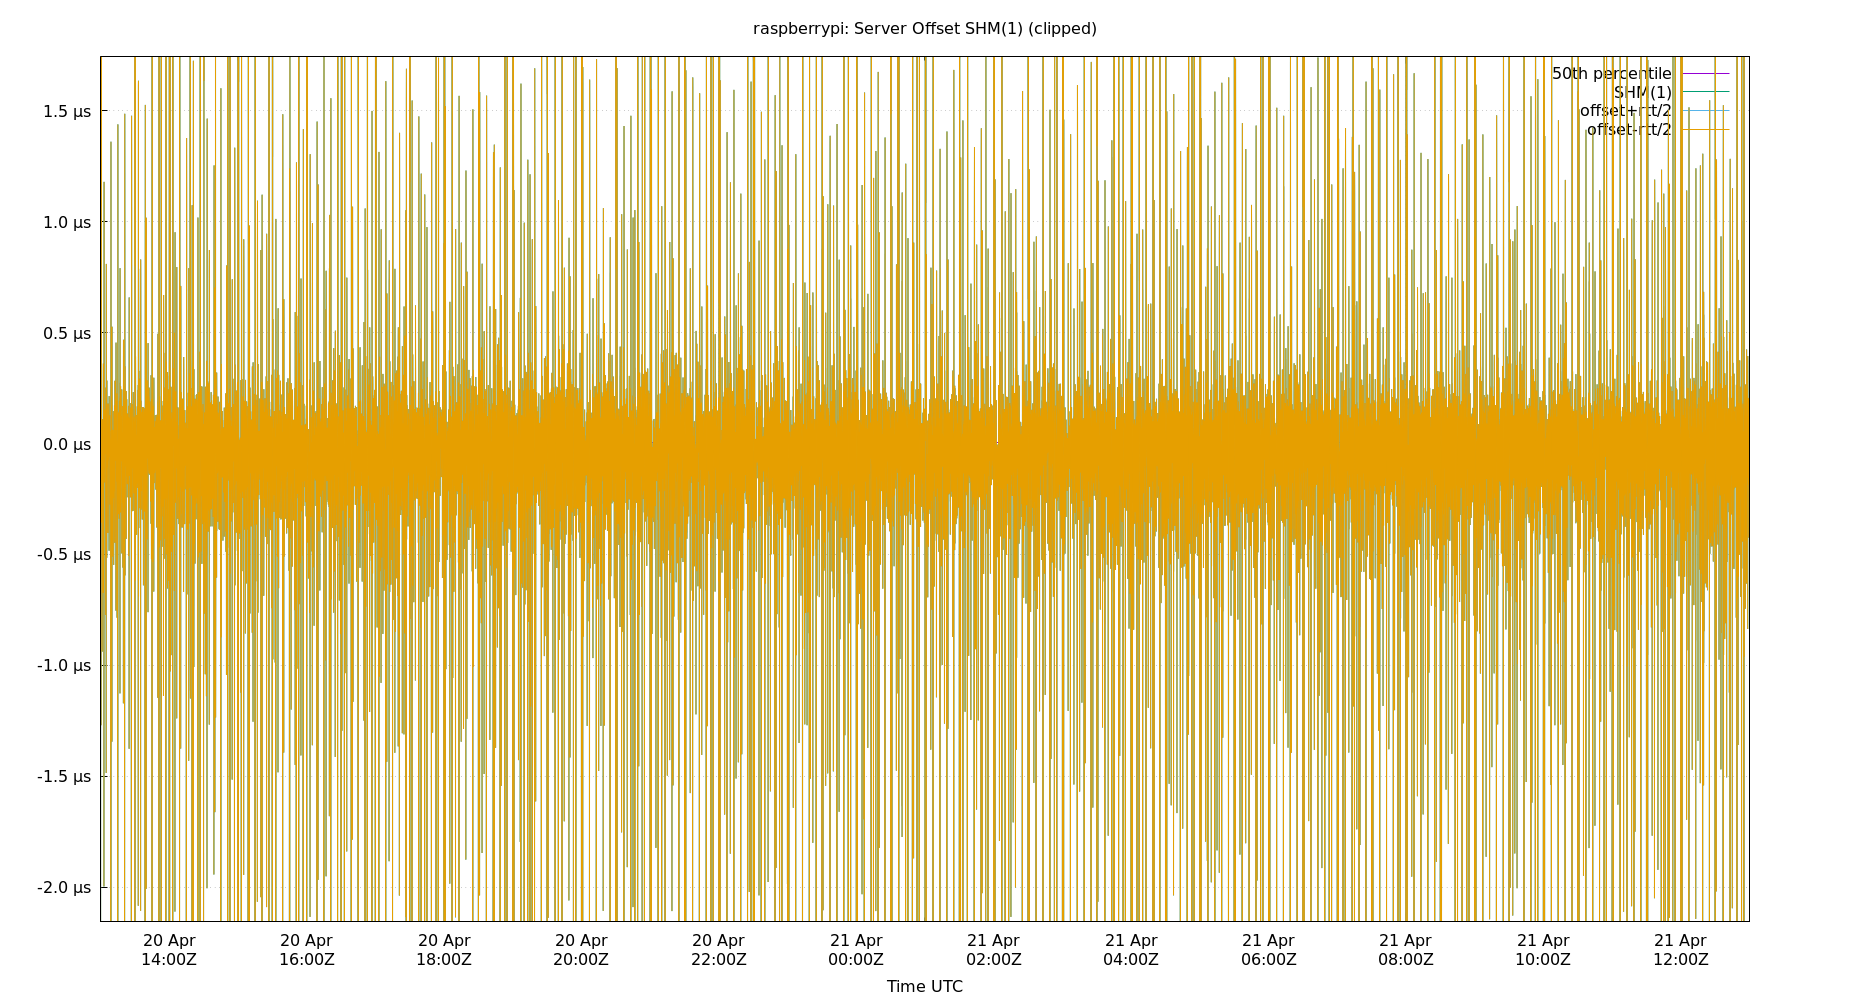 raspberrypi: Server Offset SHM(1) (clipped)
50th percentile
SHM(1)
offset+rtt/2
offset-rtt/2
1.5 µs
1.0 µs
0.5 µs
0.0 µs
-0.5 µs
-1.0 µs
-1.5 µs
-2.0 µs
20 Apr 20 Apr 20 Apr 20 Apr 20 Apr 21 Apr 21 Apr 21 Apr 21 Apr 21 Apr 21 Apr 21 Apr
14:00Z 16:00Z 18:00Z 20:00Z 22:00Z 00:00Z 02:00Z 04:00Z 06:00Z 08:00Z 10:00Z 12:00Z
Time UTC